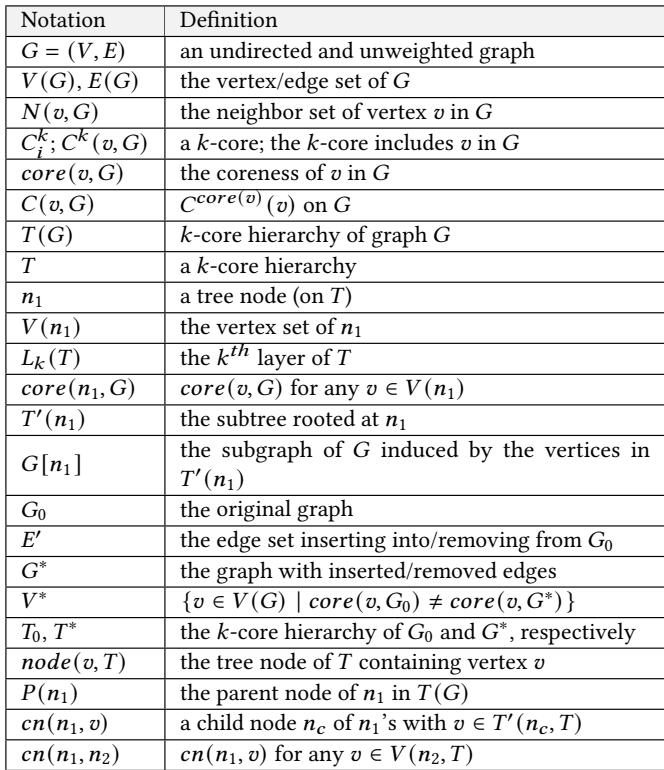 Notation Definition
G = (V, E) an undirected and unweighted graph
V(G), E(G) the vertex/edge set of G
N(v, G) the neighbor set of vertex v in G
C_i^k; C^k(v, G) a k-core; the k-core includes v in G
core(v, G) the coreness of v in G
C(v, G) C^{core(v)}(v) on G
T(G) k-core hierarchy of graph G
T a k-core hierarchy
n_1 a tree node (on T)
V(n_1) the vertex set of n_1
L_k(T) the k^{th} layer of T
core(n_1, G) core(v, G) for any v ∈ V(n_1)
T′(n_1) the subtree rooted at n_1
G[n_1] the subgraph of G induced by the vertices in
T′(n_1)
G_0 the original graph
E′ the edge set inserting into/removing from G_0
G^* the graph with inserted/removed edges
V^* {v ∈ V(G) | core(v, G_0) ≠ core(v, G^*)}
T_0, T^* the k-core hierarchy of G_0 and G^*, respectively
node(v, T) the tree node of T containing vertex v
P(n_1) the parent node of n_1 in T(G)
cn(n_1, v) a child node n_c of n_1's with v ∈ T′(n_c, T)
cn(n_1, n_2) cn(n_1, v) for any v ∈ V(n_2, T)